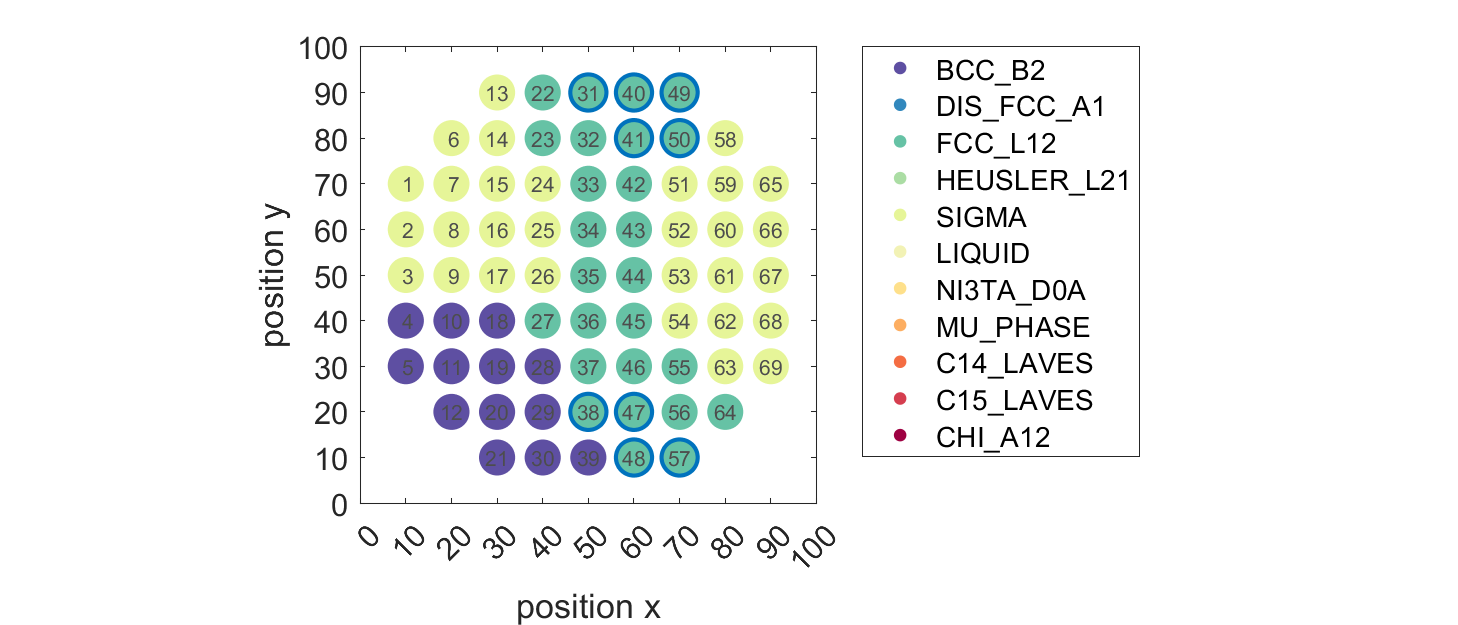 100
90
80
70
60
50
40
30
20
10
0
position y
13 22 31 40 49
6 14 23 32 41 50 58
1 7 15 24 33 42 51 59 65
2 8 16 25 34 43 52 60 66
3 9 17 26 35 44 53 61 67
4 10 18 27 36 45 54 62 68
5 11 19 28 37 46 55 63 69
12 20 29 38 47 56 64
21 30 39 48 57
0 10 20 30 40 50 60 70 80 90 100
position x
BCC_B2
DIS_FCC_A1
FCC_L12
HEUSLER_L21
SIGMA
LIQUID
NI3TA_D0A
MU_PHASE
C14_LAVES
C15_LAVES
CHI_A12